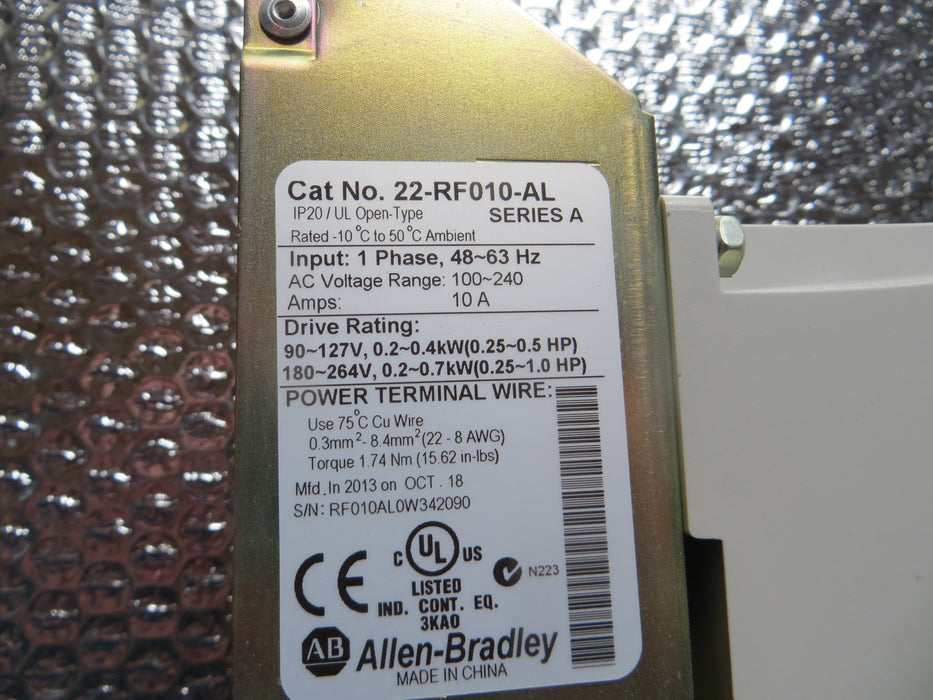 Cat No. 22-RF010-AL
IP20 / UL Open-Type SERIES A
Rated -10°C to 50°C Ambient
Input: 1 Phase, 48~63 Hz
AC Voltage Range: 100~240
Amps: 10 A
Drive Rating:
90~127V, 0.2~0.4kW(0.25~0.5 HP)
180~264V, 0.2~0.7kW(0.25~1.0 HP)
POWER TERMINAL WIRE:
Use 75°C Cu Wire
0.3mm²- 8.4mm² (22 - 8 AWG)
Torque 1.74 Nm (15.62 in-lbs)
Mfd. In 2013 on OCT. 18
S/N: RF010AL0W342090
CE
C UL US
LISTED
IND. CONT. EQ.
3KA0
N223
AB Allen-Bradley
MADE IN CHINA